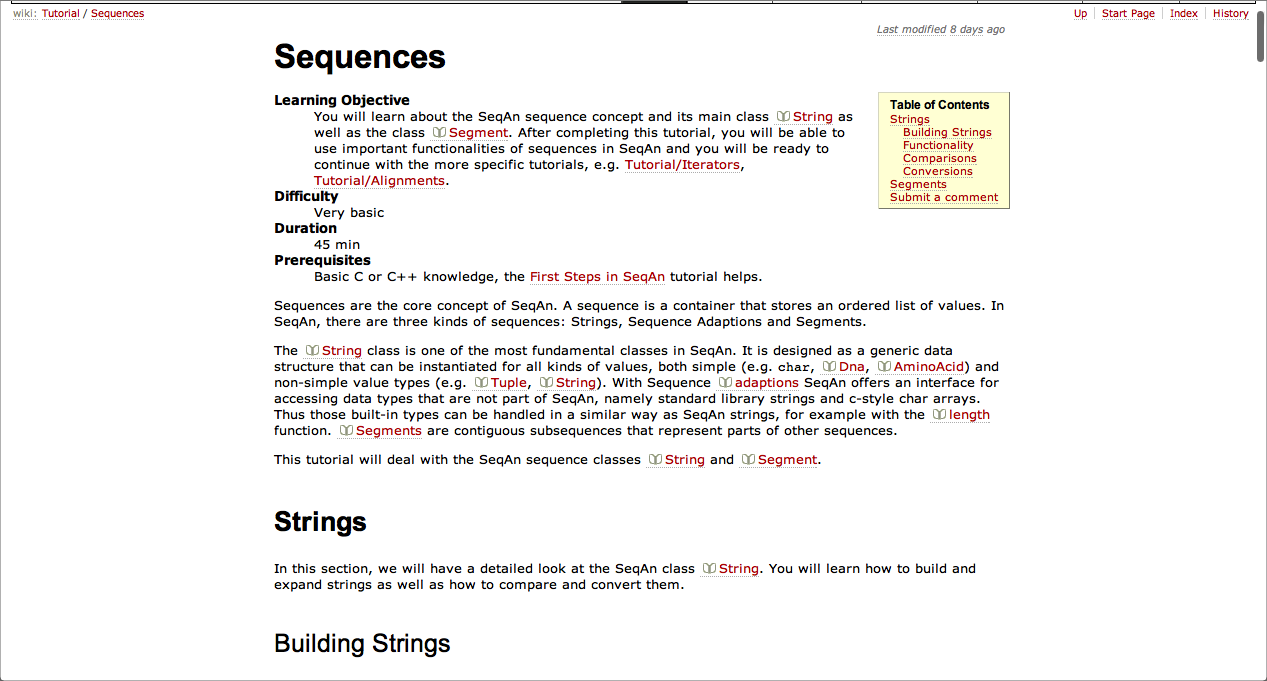 wiki: Tutorial / Sequences
Up Start Page Index History
Last modified 8 days ago
Sequences
Learning Objective
You will learn about the SeqAn sequence concept and its main class String as
well as the class Segment. After completing this tutorial, you will be able to
use important functionalities of sequences in SeqAn and you will be ready to
continue with the more specific tutorials, e.g. Tutorial/Iterators,
Tutorial/Alignments.
Difficulty
Very basic
Duration
45 min
Prerequisites
Basic C or C++ knowledge, the First Steps in SeqAn tutorial helps.
Table of Contents
Strings
Building Strings
Functionality
Comparisons
Conversions
Segments
Submit a comment
Sequences are the core concept of SeqAn. A sequence is a container that stores an ordered list of values. In
SeqAn, there are three kinds of sequences: Strings, Sequence Adaptions and Segments.
The String class is one of the most fundamental classes in SeqAn. It is designed as a generic data
structure that can be instantiated for all kinds of values, both simple (e.g. char, Dna, AminoAcid) and
non-simple value types (e.g. Tuple, String). With Sequence adaptions SeqAn offers an interface for
accessing data types that are not part of SeqAn, namely standard library strings and c-style char arrays.
Thus those built-in types can be handled in a similar way as SeqAn strings, for example with the length
function. Segments are contiguous subsequences that represent parts of other sequences.
This tutorial will deal with the SeqAn sequence classes String and Segment.
Strings
In this section, we will have a detailed look at the SeqAn class String. You will learn how to build and
expand strings as well as how to compare and convert them.
Building Strings